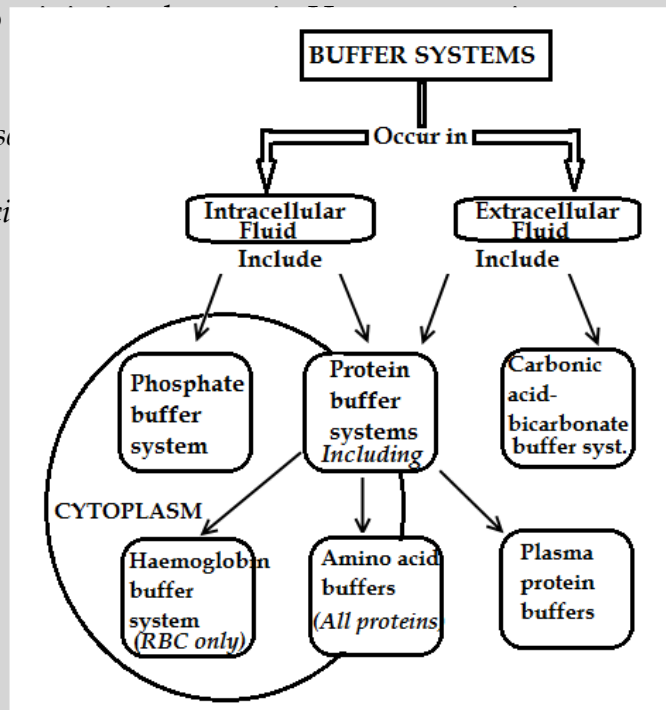 BUFFER SYSTEMS
Occur in
Intracellular
Fluid
Extracellular
Fluid
Include
Include
Phosphate
buffer
system
Protein
buffer
systems
Including
Carbonic
acid-
bicarbonate
buffer syst.
CYTOPLASM
Haemoglobin
buffer
system
(RBC only)
Amino acid
buffers
(All proteins)
Plasma
protein
buffers